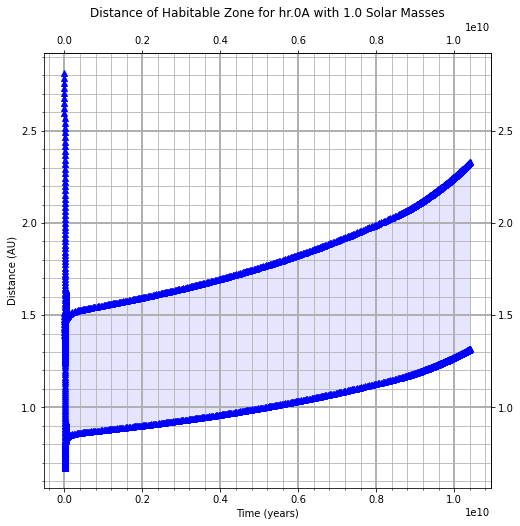 Distance of Habitable Zone for hr.0A with 1.0 Solar Masses
1e10
0.0 0.2 0.4 0.6 0.8 1.0
2.5 2.5
2.0 2.0
Distance (AU)
1.5 1.5
1.0 1.0
0.0 0.2 0.4 0.6 0.8 1.0
Time (years)
1e10